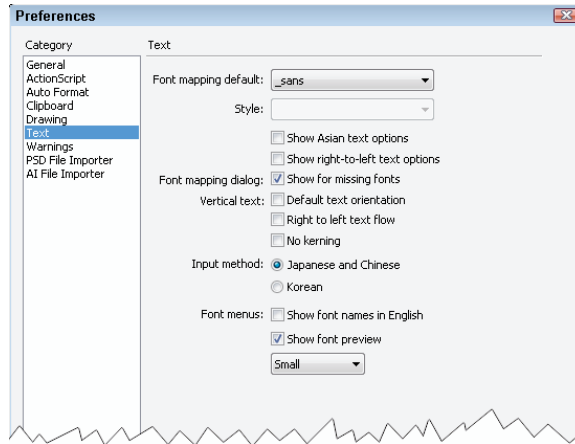 Preferences
Category
General
ActionScript
Auto Format
Clipboard
Drawing
Text
Warnings
PSD File Importer
AI File Importer
Text
Font mapping default: _sans
Style:
Show Asian text options
Show right-to-left text options
Font mapping dialog: Show for missing fonts
Vertical text: Default text orientation
Right to left text flow
No kerning
Input method: Japanese and Chinese
Korean
Font menus: Show font names in English
Show font preview
Small